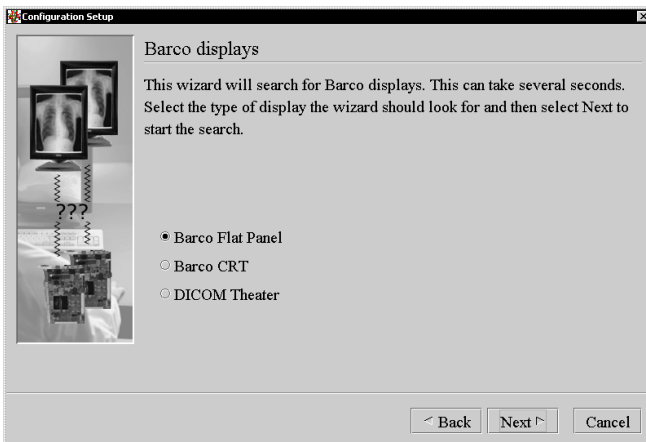 Configuration Setup
Barco displays
This wizard will search for Barco displays. This can take several seconds.
Select the type of display the wizard should look for and then select Next to
start the search.
???
Barco Flat Panel
Barco CRT
DICOM Theater
Back
Next
Cancel